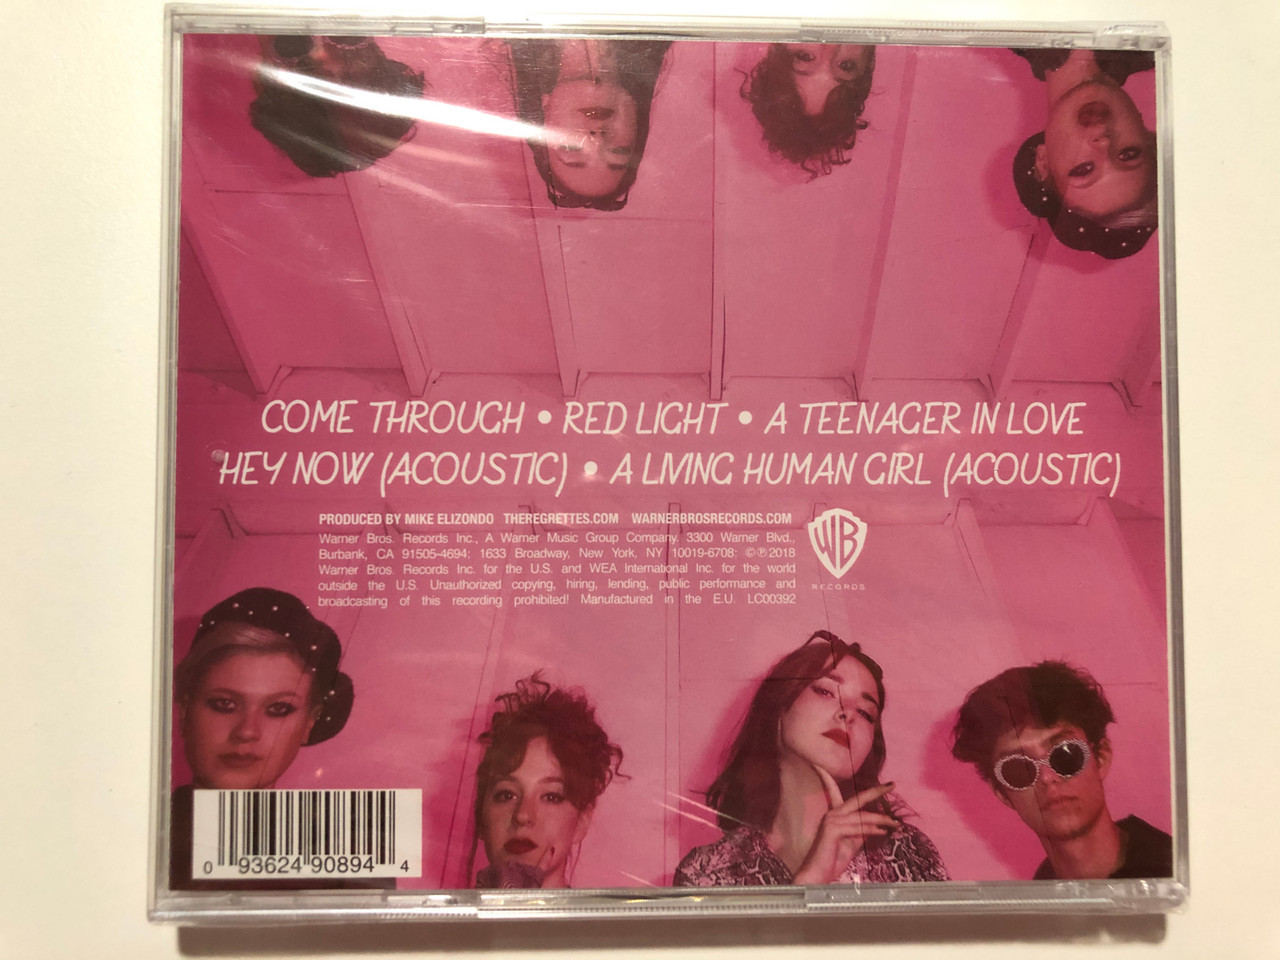 COME THROUGH • RED LIGHT • A TEENAGER IN LOVE
HEY NOW (ACOUSTIC) • A LIVING HUMAN GIRL (ACOUSTIC)
PRODUCED BY MIKE ELIZONDO THEREGRETTES.COM WARNERBROSRECORDS.COM
Warner Bros. Records Inc., A Warner Music Group Company. 3300 Warner Blvd.,
Burbank, CA 91505-4694; 1633 Broadway, New York, NY 10019-6708: ©℗2018
Warner Bros. Records Inc. for the U.S. and WEA International Inc. for the world
outside the U.S. Unauthorized copying, hiring, lending, public performance and
broadcasting of this recording prohibited! Manufactured in the E.U. LC00392
WB
RECORDS
0 93624 90894 4